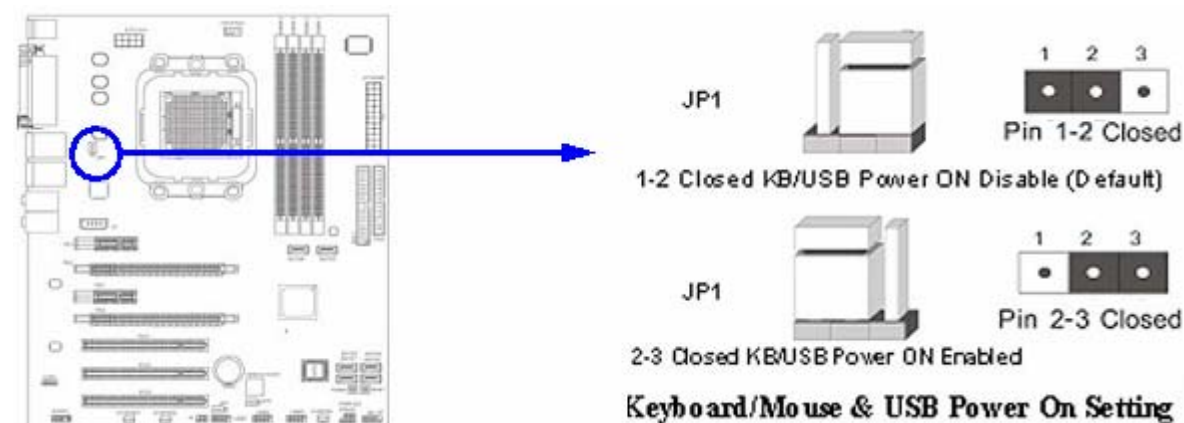 1 2 3
JP1
Pin 1-2 Closed
1-2 Closed KB/USB Power ON Disable (Default)
1 2 3
JP1
Pin 2-3 Closed
2-3 Closed KB/USB Power ON Enabled
Keyboard/Mouse & USB Power On Setting